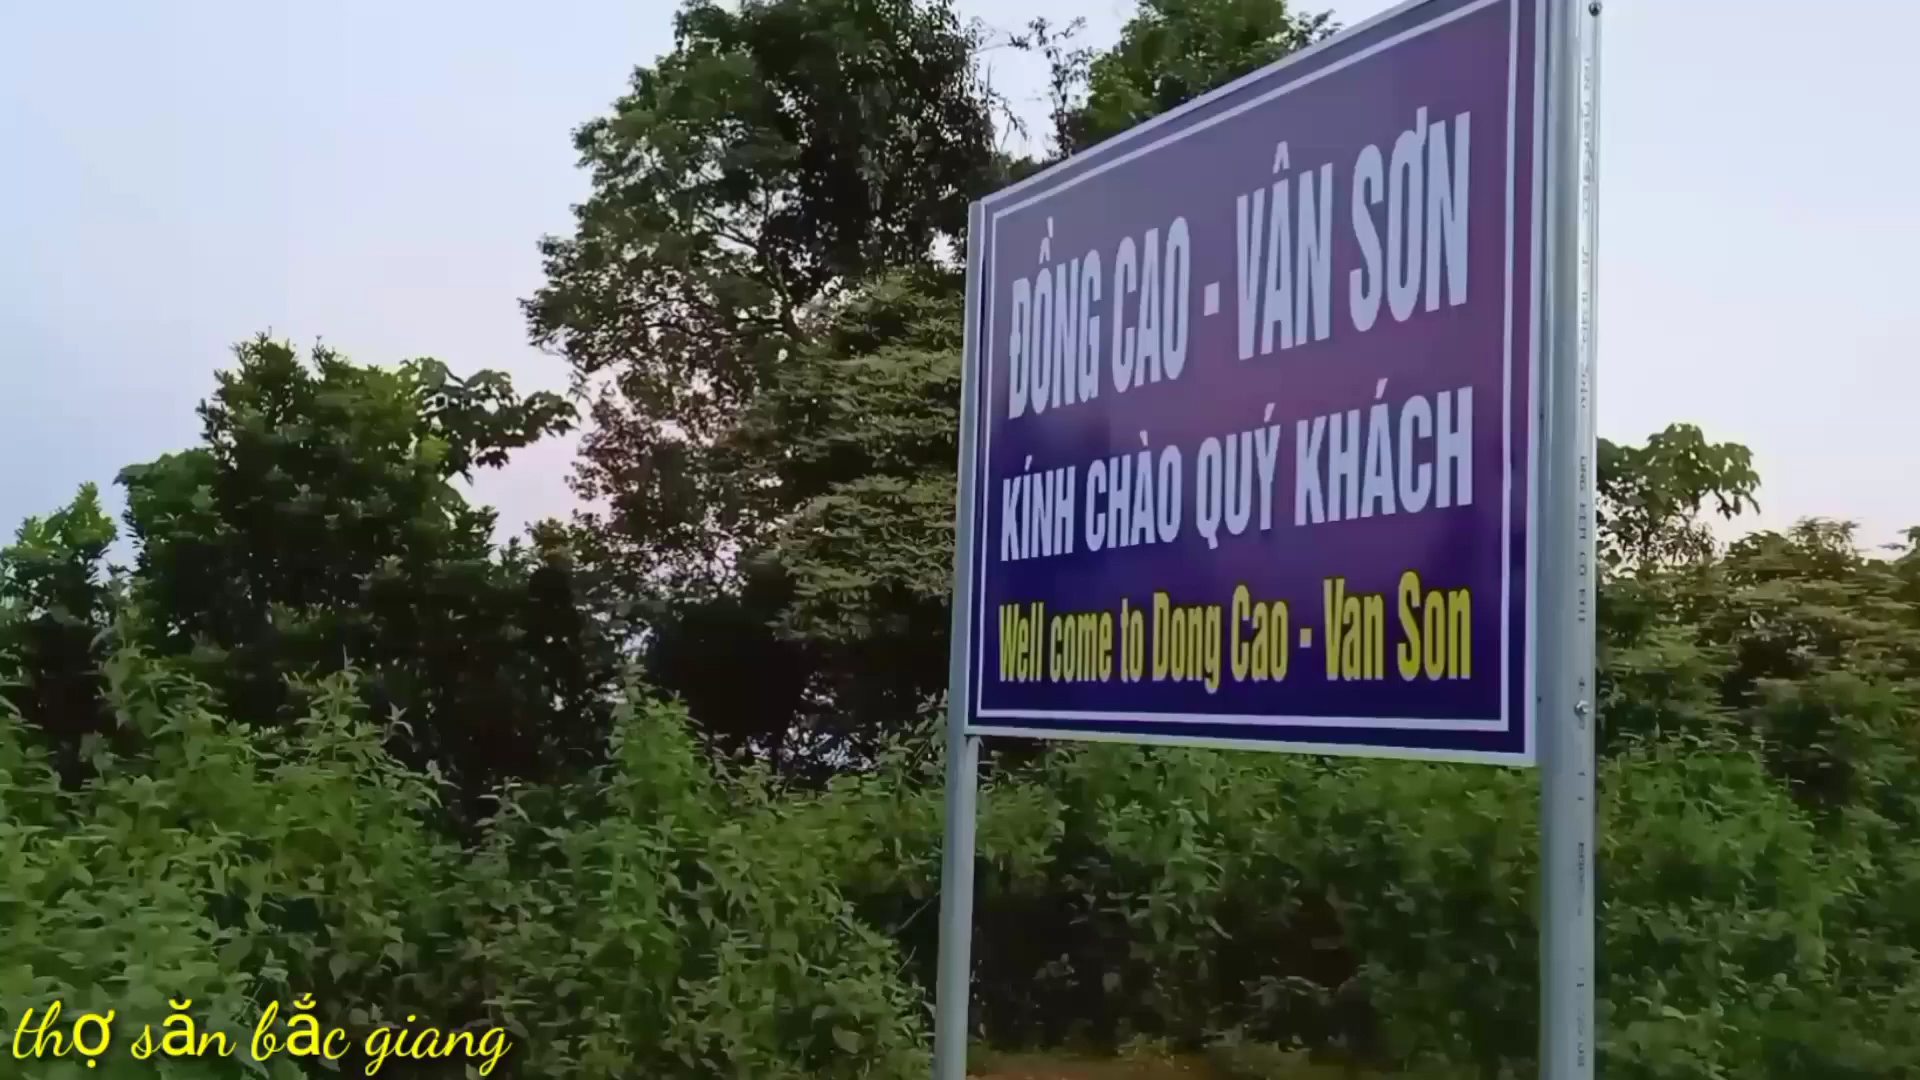 ĐỒNG CAO - VÂN SƠN
KÍNH CHÀO QUÝ KHÁCH
Well come to Dong Cao - Van Son
thợ săn bắc giang